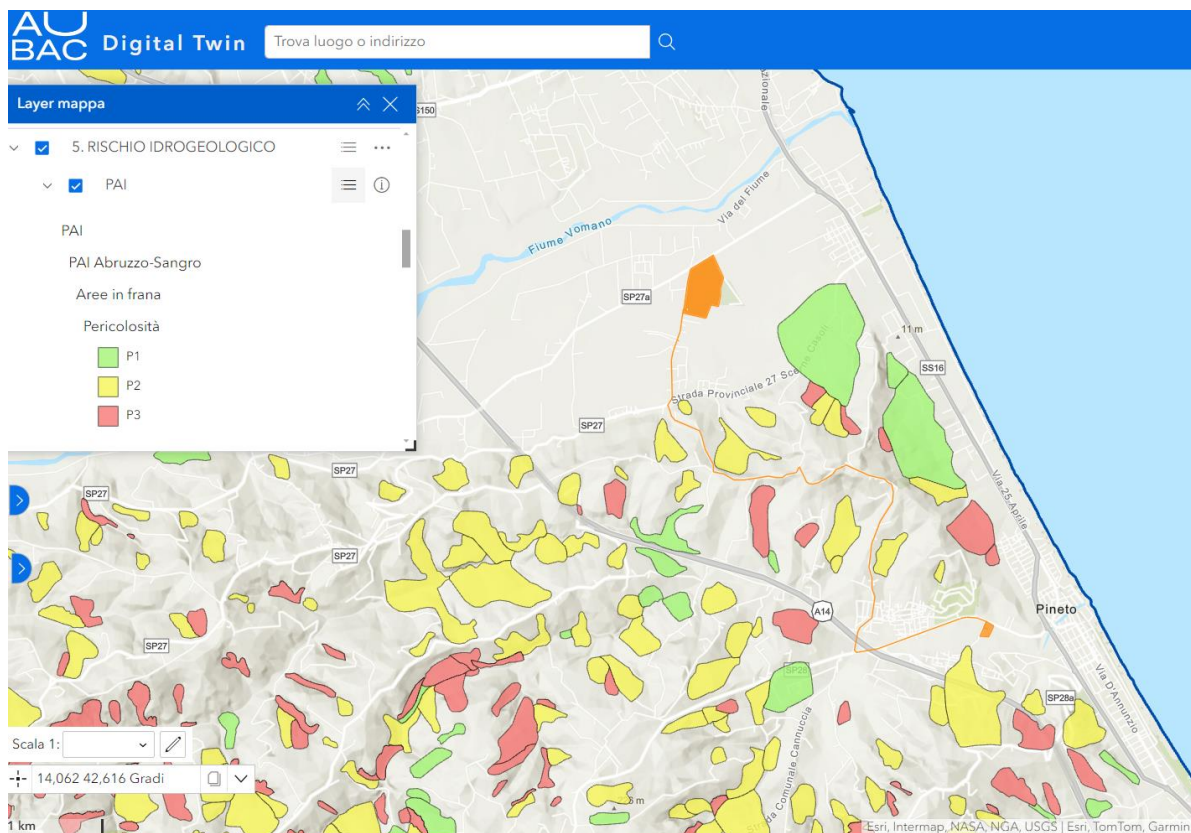 AU
BAC Digital Twin
Trova luogo o indirizzo
Layer mappa
5. RISCHIO IDROGEOLOGICO
PAI
PAI
PAI Abruzzo-Sangro
Aree in frana
Pericolosità
P1
P2
P3
Scala 1:
14,062 42,616 Gradi
1 km
Fiume Vomano
Via del Fiume
SP27a
11 m
SS16
Strada Provinciale 27
SP27
SP27
SP27
SP27
SP27
Via 25 Aprile
A14
Pineto
SP28
SP28a
Via D'Annunzio
Strada Comunale Cannuccia
Esri, Intermap, NASA, NGA, USGS | Esri, TomTom, Garmin